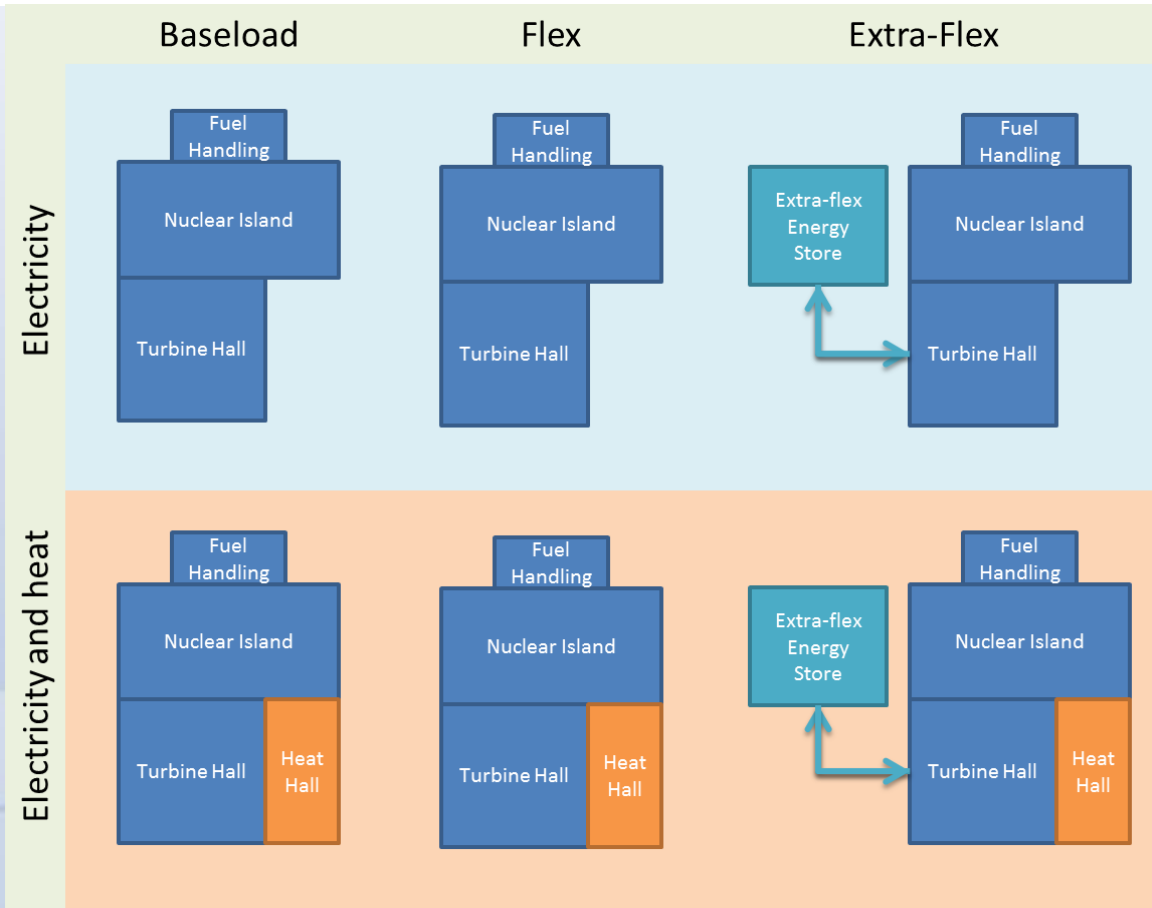 Baseload
Flex
Extra-Flex
Electricity
Fuel
Handling
Nuclear Island
Turbine Hall
Fuel
Handling
Nuclear Island
Turbine Hall
Extra-flex
Energy
Store
Fuel
Handling
Nuclear Island
Turbine Hall
Electricity and heat
Fuel
Handling
Nuclear Island
Turbine Hall
Heat
Hall
Fuel
Handling
Nuclear Island
Turbine Hall
Heat
Hall
Extra-flex
Energy
Store
Fuel
Handling
Nuclear Island
Turbine Hall
Heat
Hall